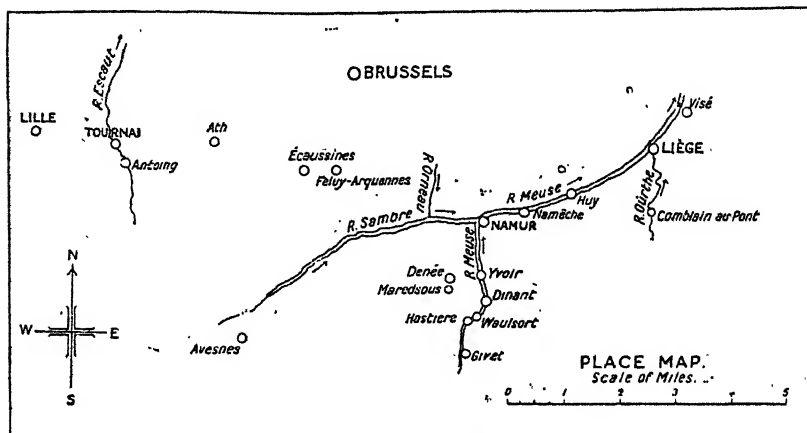 BRUSSELS
R. Escaut
LILLE
TOURNAI
Antoing
Ath
Écaussines
Feluy-Arquennes
R. Orneau
Visé
LIÈGE
R. Meuse
Huy
R. Ourthe
Comblain au Pont
R. Sambre
NAMUR
Namêche
R. Meuse
Denée
Maredsous
Yvoir
Dinant
Hastière
Waulsort
Givet
Avesnes
N
W E
S
PLACE MAP.
Scale of Miles.
0 1 2 3 4 5